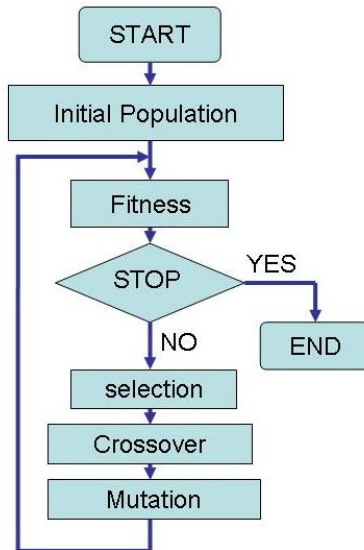 START
Initial Population
Fitness
STOP
YES
NO
END
selection
Crossover
Mutation